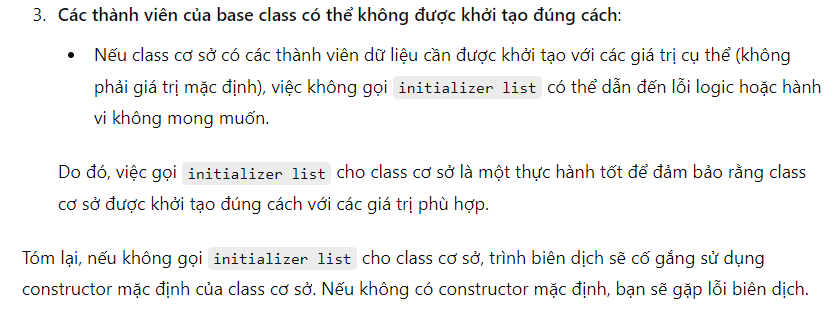 3. Các thành viên của base class có thể không được khởi tạo đúng cách:
• Nếu class cơ sở có các thành viên dữ liệu cần được khởi tạo với các giá trị cụ thể (không
phải giá trị mặc định), việc không gọi initializer list có thể dẫn đến lỗi logic hoặc hành
vi không mong muốn.
Do đó, việc gọi initializer list cho class cơ sở là một thực hành tốt để đảm bảo rằng class
cơ sở được khởi tạo đúng cách với các giá trị phù hợp.
Tóm lại, nếu không gọi initializer list cho class cơ sở, trình biên dịch sẽ cố gắng sử dụng
constructor mặc định của class cơ sở. Nếu không có constructor mặc định, bạn sẽ gặp lỗi biên dịch.